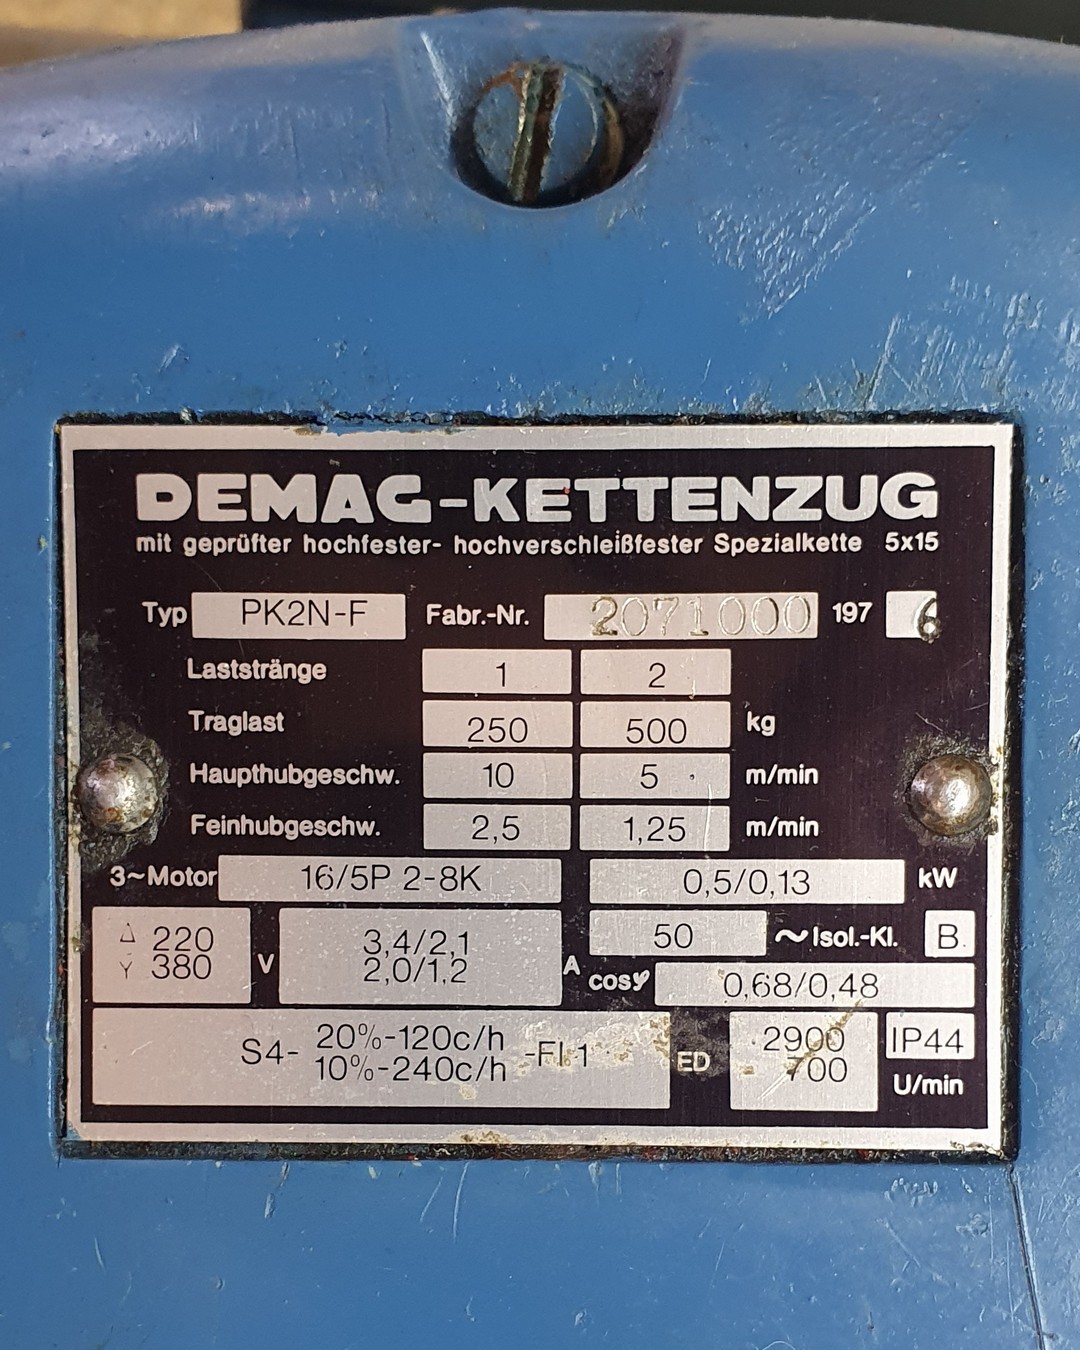 DEMAG-KETTENZUG
mit geprüfter hochfester- hochverschleißfester Spezialkette 5x15
Typ PK2N-F Fabr.-Nr. 2071000 197 6
Laststränge 1 2
Traglast 250 500 kg
Haupthubgeschw. 10 5 m/min
Feinhubgeschw. 2,5 1,25 m/min
3~Motor 16/5P 2-8K 0,5/0,13 kW
△ 220 V 3,4/2,1 A 50 ~Isol.-Kl. B
Y 380 2,0/1,2 cosφ 0,68/0,48
S4- 20%-120c/h -FI.1 ED 2900 IP44
10%-240c/h 700 U/min